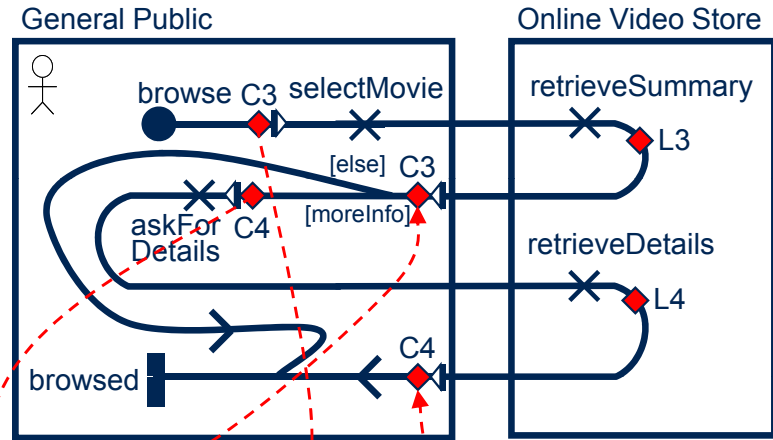 General Public
Online Video Store
browse
C3
selectMovie
retrieveSummary
L3
[else]
C3
[moreInfo]
askFor
Details
C4
retrieveDetails
L4
C4
browsed